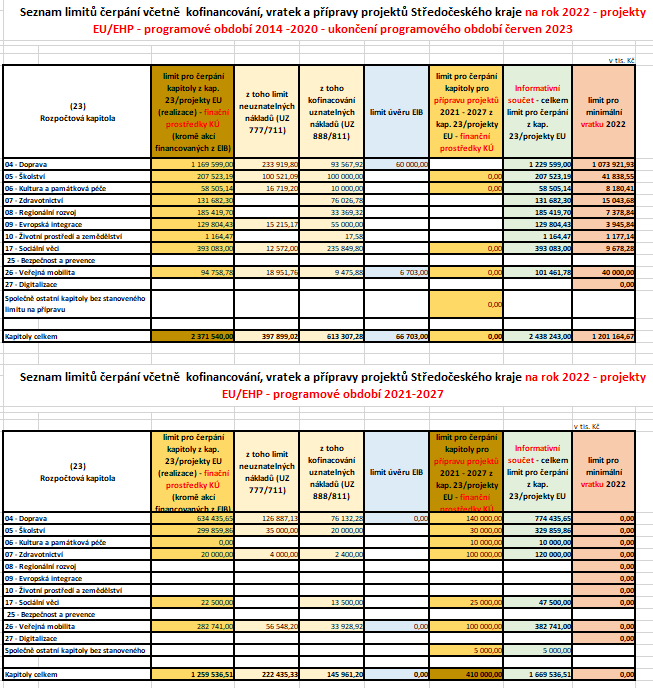 Seznam limitů čerpání včetně kofinancování, vratek a přípravy projektů Středočeského kraje na rok 2022 - projekty
EU/EHP - programové období 2014 -2020 - ukončení programového období červen 2023
v tis. Kč
(23) Rozpočtová kapitola | limit pro čerpání kapitoly z kap. 23/projekty EU (realizace) - finační prostředky KÚ (kromě akcí financovaných z EIB) | z toho limit neuznatelných nákladů (UZ 777/711) | z toho kofinacování uznatelných nákladů (UZ 888/811) | limit úvěru EIB | limit pro čerpání kapitoly pro přípravu projektů 2021 - 2027 z kap. 23/projekty EU - finanční prostředky KÚ | Informativní součet - celkem limit pro čerpání z kap. 23/projekty EU | limit pro minimální vratku 2022
04 - Doprava 1 169 599,00 233 919,80 93 567,92 60 000,00 1 229 599,00 1 073 921,93
05 - Školství 207 523,19 100 521,09 100 000,00 0,00 207 523,19 41 838,55
06 - Kultura a památková péče 58 505,14 16 719,20 10 000,00 0,00 58 505,14 8 180,41
07 - Zdravotnictví 131 682,30 76 026,78 131 682,30 15 043,68
08 - Regionální rozvoj 185 419,70 33 369,32 185 419,70 7 378,84
09 - Evropská integrace 129 804,43 15 215,17 55 000,00 129 804,43 3 945,84
10 - Životní prostředí a zemědělství 1 164,47 17,58 1 164,47 1 177,14
17 - Sociální věci 393 083,00 12 572,00 235 849,80 0,00 393 083,00 9 678,28
25 - Bezpečnost a prevence
26 - Veřejná mobilita 94 758,78 18 951,76 9 475,88 6 703,00 0,00 101 461,78 40 000,00
27 - Digitalizace 0,00
Společně ostatní kapitoly bez stanoveného
limitu na přípravu 0,00
Kapitoly celkem 2 371 540,00 397 899,02 613 307,28 66 703,00 0,00 2 438 243,00 1 201 164,67
Seznam limitů čerpání včetně kofinancování, vratek a přípravy projektů Středočeského kraje na rok 2022 - projekty
EU/EHP - programové období 2021-2027
v tis. Kč
(23) Rozpočtová kapitola | limit pro čerpání kapitoly z kap. 23/projekty EU (realizace) - finační prostředky KÚ (kromě akcí financovaných z EIB) | z toho limit neuznatelných nákladů (UZ 777/711) | z toho kofinacování uznatelných nákladů (UZ 888/811) | limit úvěru EIB | limit pro čerpání kapitoly pro přípravu projektů 2021 - 2027 z kap. 23/projekty EU - finanční prostředky KÚ | Informativní součet - celkem limit pro čerpání z kap. 23/projekty EU | limit pro minimální vratku 2022
04 - Doprava 634 435,65 126 887,13 76 132,28 0,00 140 000,00 774 435,65 0,00
05 - Školství 299 859,86 35 000,00 20 000,00 30 000,00 329 859,86 0,00
06 - Kultura a památková péče 0,00 10 000,00 10 000,00 0,00
07 - Zdravotnictví 20 000,00 4 000,00 2 400,00 100 000,00 120 000,00 0,00
08 - Regionální rozvoj 0,00
09 - Evropská integrace 0,00
10 - Životní prostředí a zemědělství 0,00
17 - Sociální věci 22 500,00 13 500,00 25 000,00 47 500,00 0,00
25 - Bezpečnost a prevence
26 - Veřejná mobilita 282 741,00 56 548,20 33 928,92 0,00 100 000,00 382 741,00 0,00
27 - Digitalizace 0,00
Společně ostatní kapitoly bez stanoveného 5 000,00 5 000,00
Kapitoly celkem 1 259 536,51 222 435,33 145 961,20 0,00 410 000,00 1 669 536,51 0,00